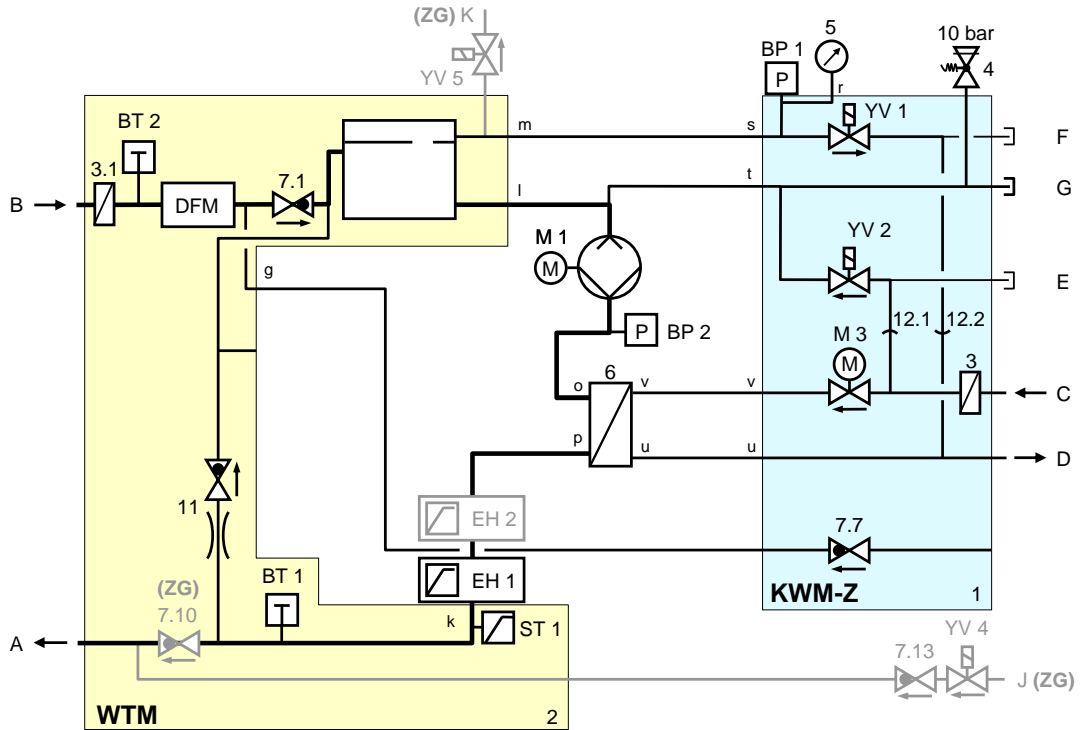 (ZG) K
YV 5
5
10 bar
BP 1
P
4
r
YV 1
BT 2
m
s
F
3.1
7.1
t
G
B
DFM
l
YV 2
M 1
M
g
E
12.1
12.2
P
BP 2
M 3
M
6
3
o
v
v
C
p
u
u
D
11
EH 2
7.7
(ZG)
7.10
BT 1
EH 1
KWM-Z
1
k
ST 1
YV 4
A
7.13
J (ZG)
WTM
2